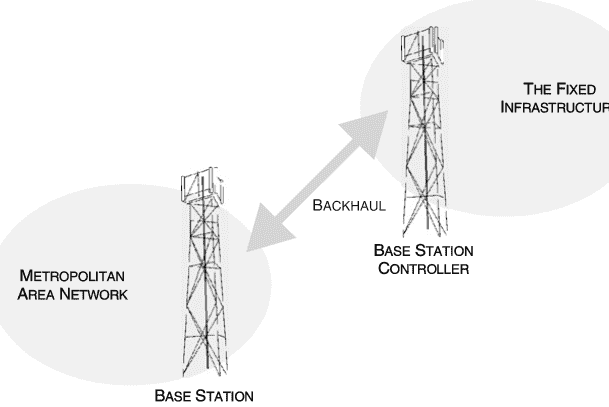 THE FIXED
INFRASTRUCTUR
BACKHAUL
BASE STATION
CONTROLLER
METROPOLITAN
AREA NETWORK
BASE STATION